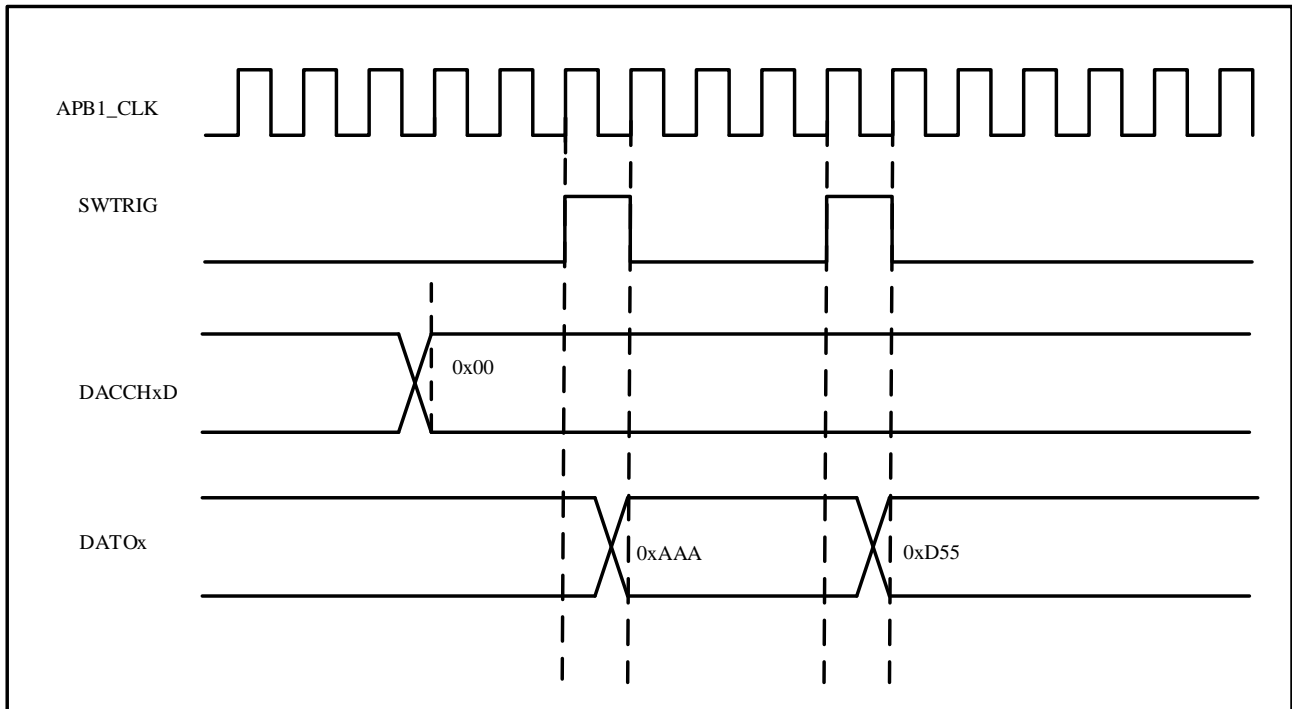 APB1_CLK
SWTRIG
DACCHxD
0x00
DATOx
0xAAA
0xD55